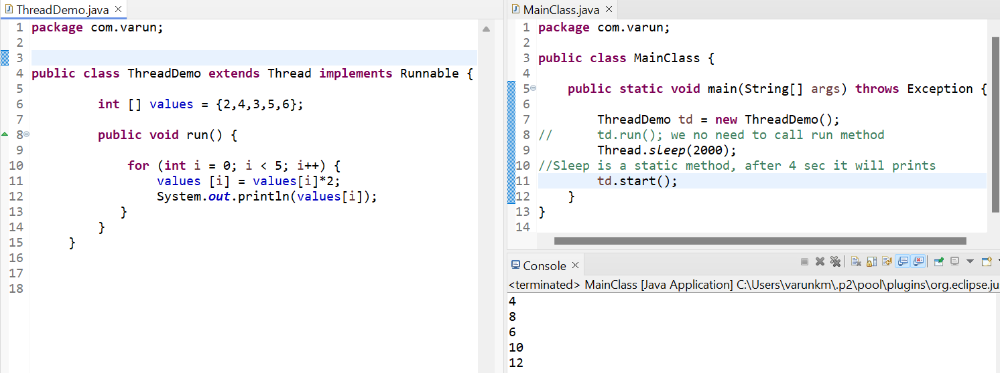 ThreadDemo.java
1 package com.varun;
2
3
4 public class ThreadDemo extends Thread implements Runnable {
5
6 int [] values = {2,4,3,5,6};
7
8 public void run() {
9
10 for (int i = 0; i < 5; i++) {
11 values [i] = values[i]*2;
12 System.out.println(values[i]);
13 }
14 }
15 }
16
17
18
MainClass.java
1 package com.varun;
2
3 public class MainClass {
4
5 public static void main(String[] args) throws Exception {
6
7 ThreadDemo td = new ThreadDemo();
8 // td.run(); we no need to call run method
9 Thread.sleep(2000);
10 //Sleep is a static method, after 4 sec it will prints
11 td.start();
12 }
13 }
14
Console
<terminated> MainClass [Java Application] C:\Users\varunkm\.p2\pool\plugins\org.eclipse.ju
4
8
6
10
12